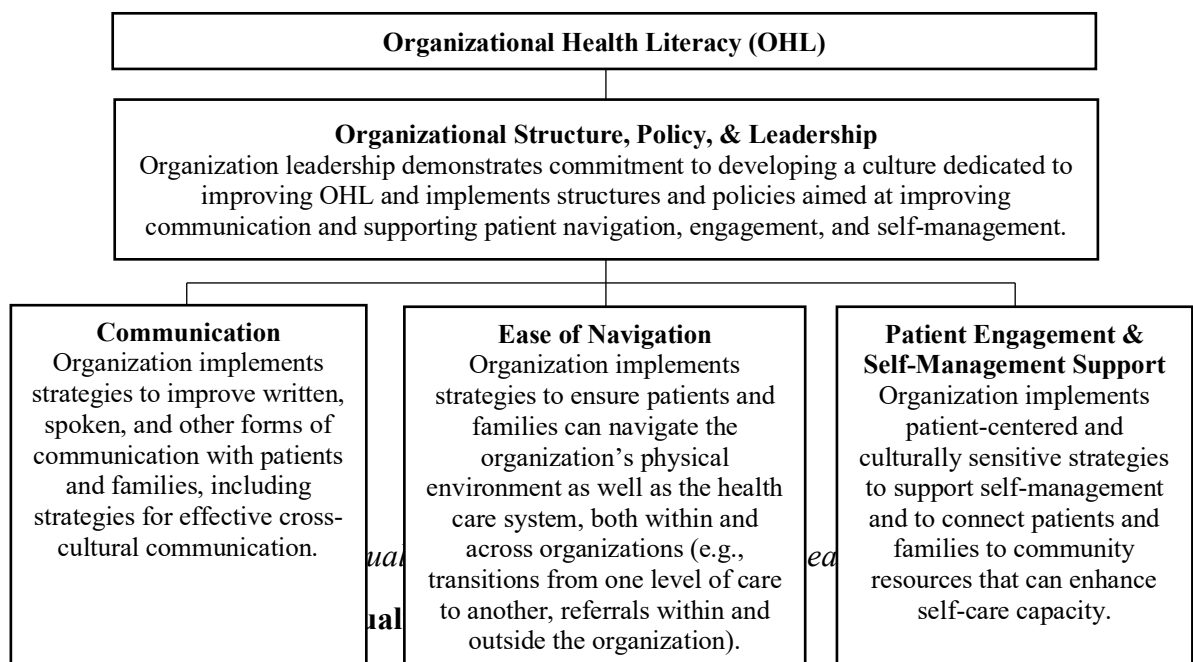 Organizational Health Literacy (OHL)
Organizational Structure, Policy, & Leadership
Organization leadership demonstrates commitment to developing a culture dedicated to
improving OHL and implements structures and policies aimed at improving
communication and supporting patient navigation, engagement, and self-management.
Communication
Organization implements
strategies to improve written,
spoken, and other forms of
communication with patients
and families, including
strategies for effective cross-
cultural communication.
Ease of Navigation
Organization implements
strategies to ensure patients and
families can navigate the
organization’s physical
environment as well as the health
care system, both within and
across organizations (e.g.,
transitions from one level of care
to another, referrals within and
outside the organization).
Patient Engagement &
Self-Management Support
Organization implements
patient-centered and
culturally sensitive strategies
to support self-management
and to connect patients and
families to community
resources that can enhance
self-care capacity.